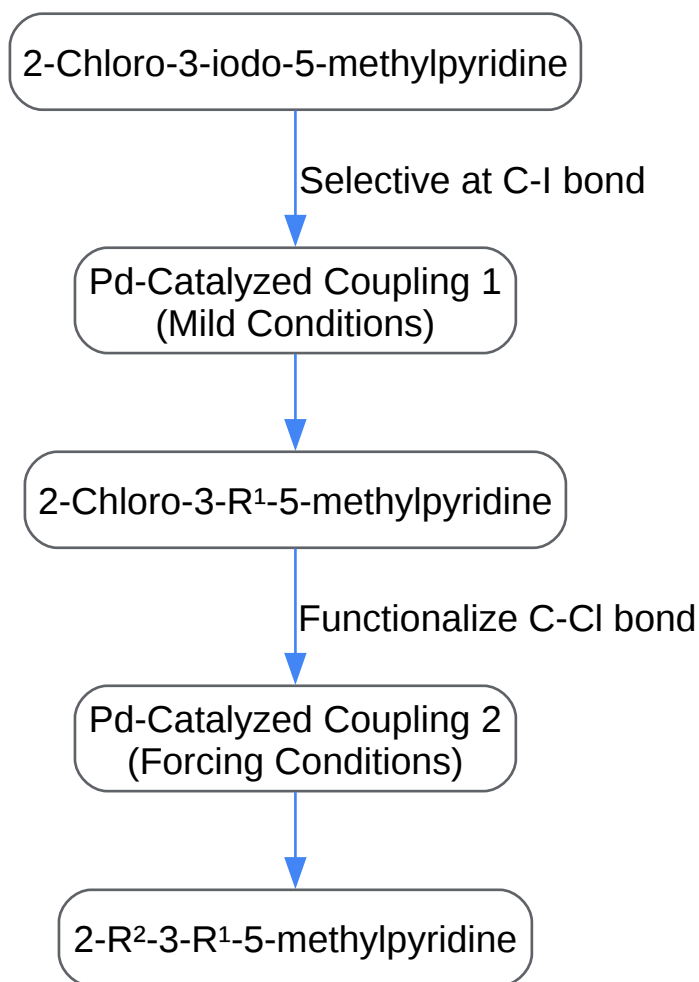 2-Chloro-3-iodo-5-methylpyridine
Selective at C-I bond
Pd-Catalyzed Coupling 1
(Mild Conditions)
2-Chloro-3-R¹-5-methylpyridine
Functionalize C-Cl bond
Pd-Catalyzed Coupling 2
(Forcing Conditions)
2-R²-3-R¹-5-methylpyridine